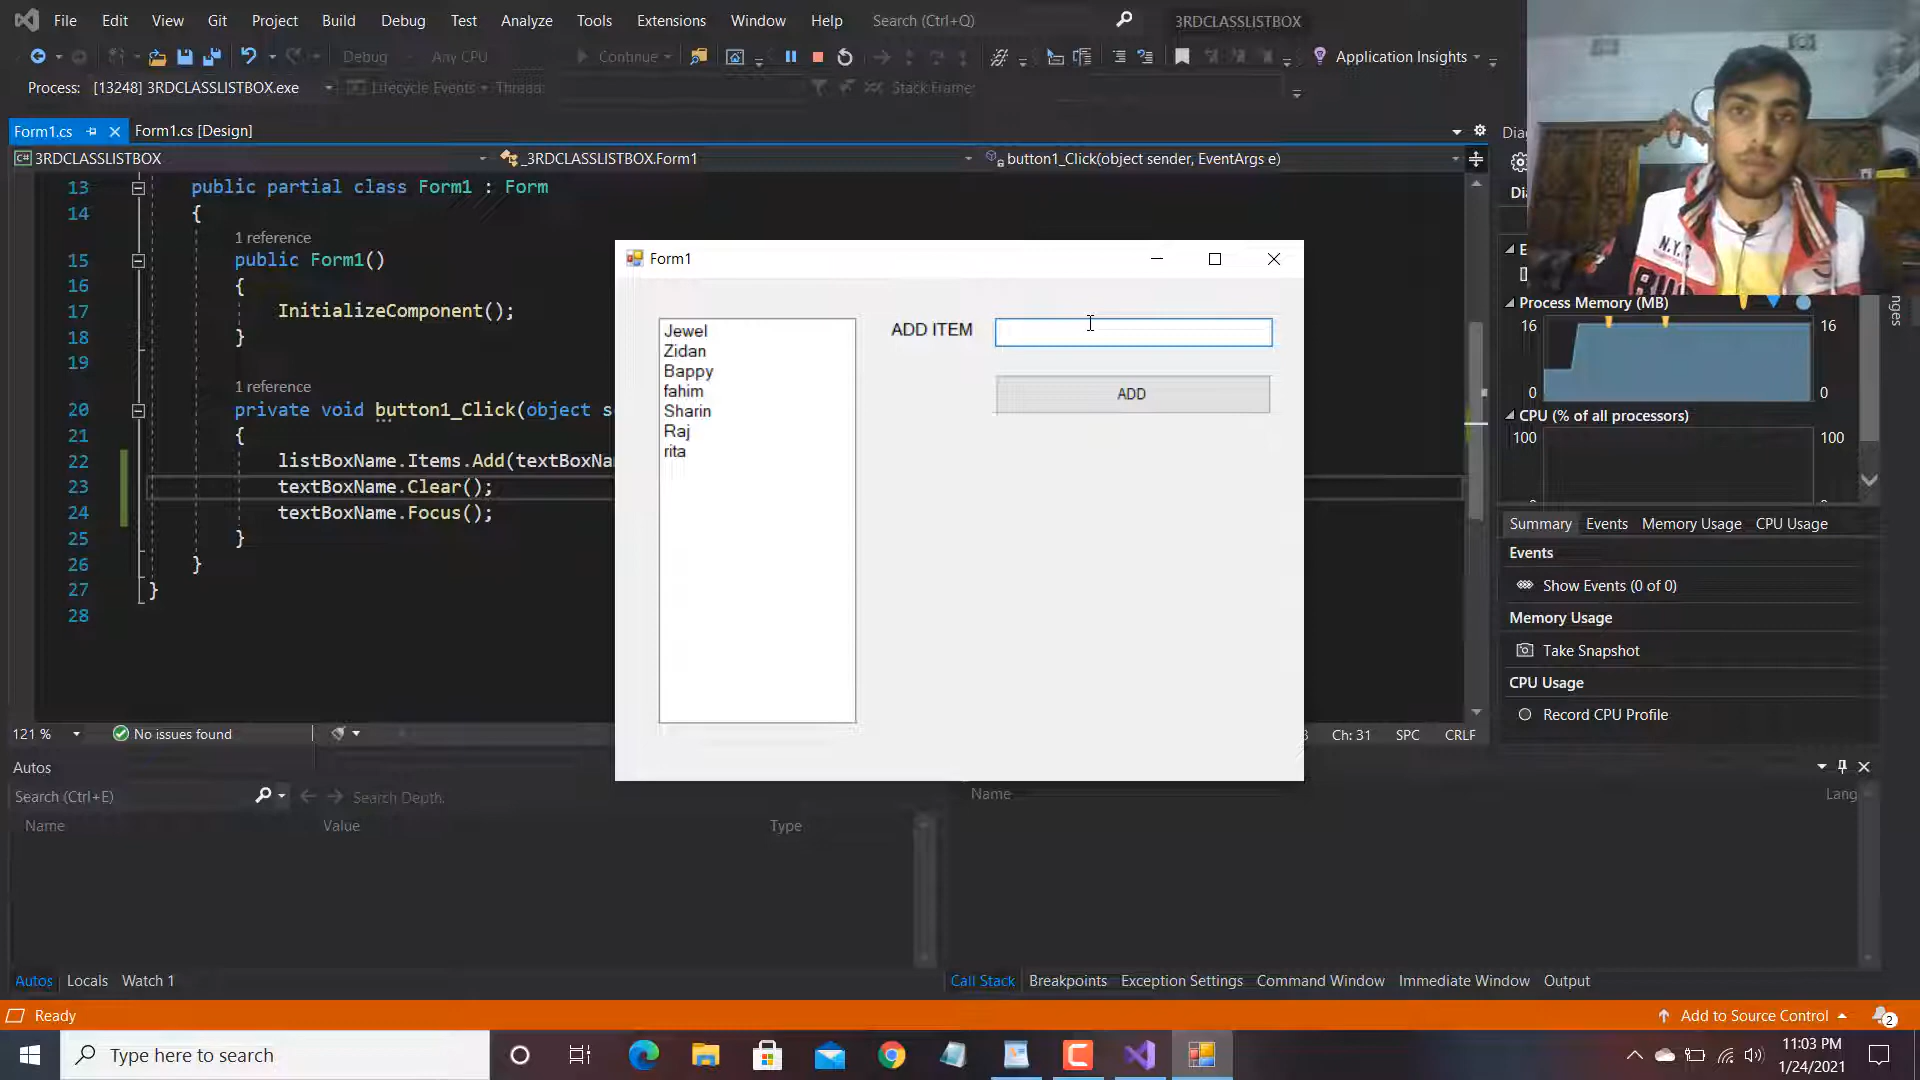 File Edit View Git Project Build Debug Test Analyze Tools Extensions Window Help Search (Ctrl+Q) 3RDCLASSLISTBOX
Debug Any CPU Continue Application Insights
Process: [13248] 3RDCLASSLISTBOX.exe Lifecycle Events Thread: Stack Frame:
Form1.cs Form1.cs [Design]
3RDCLASSLISTBOX _3RDCLASSLISTBOX.Form1 button1_Click(object sender, EventArgs e)
13 public partial class Form1 : Form
14 {
1 reference
15 public Form1()
16 {
17 InitializeComponent();
18 }
19
1 reference
20 private void button1_Click(object s
21 {
22 listBoxName.Items.Add(textBoxNa
23 textBoxName.Clear();
24 textBoxName.Focus();
25 }
26 }
27 }
28
121 % No issues found Ch: 31 SPC CRLF
Form1
Jewel
Zidan
Bappy
fahim
Sharin
Raj
rita
ADD ITEM
ADD
N.Y.
Process Memory (MB)
16 16
0 0
CPU (% of all processors)
100 100
Summary Events Memory Usage CPU Usage
Events
Show Events (0 of 0)
Memory Usage
Take Snapshot
CPU Usage
Record CPU Profile
Autos
Search (Ctrl+E) Search Depth:
Name Value Type
Name Lang
Autos Locals Watch 1
Call Stack Breakpoints Exception Settings Command Window Immediate Window Output
Ready Add to Source Control 2
Type here to search
11:03 PM
1/24/2021